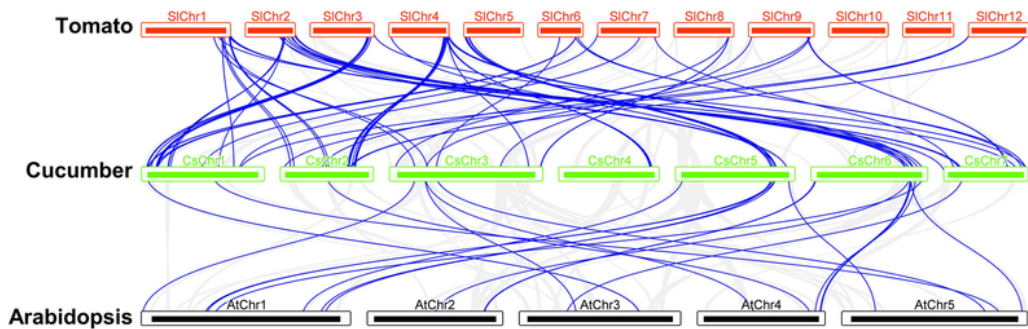 SlChr1 SlChr2 SlChr3 SlChr4 SlChr5 SlChr6 SlChr7 SlChr8 SlChr9 SlChr10 SlChr11 SlChr12
Tomato
CsChr1 CsChr2 CsChr3 CsChr4 CsChr5 CsChr6 CsChr7
Cucumber
AtChr1 AtChr2 AtChr3 AtChr4 AtChr5
Arabidopsis